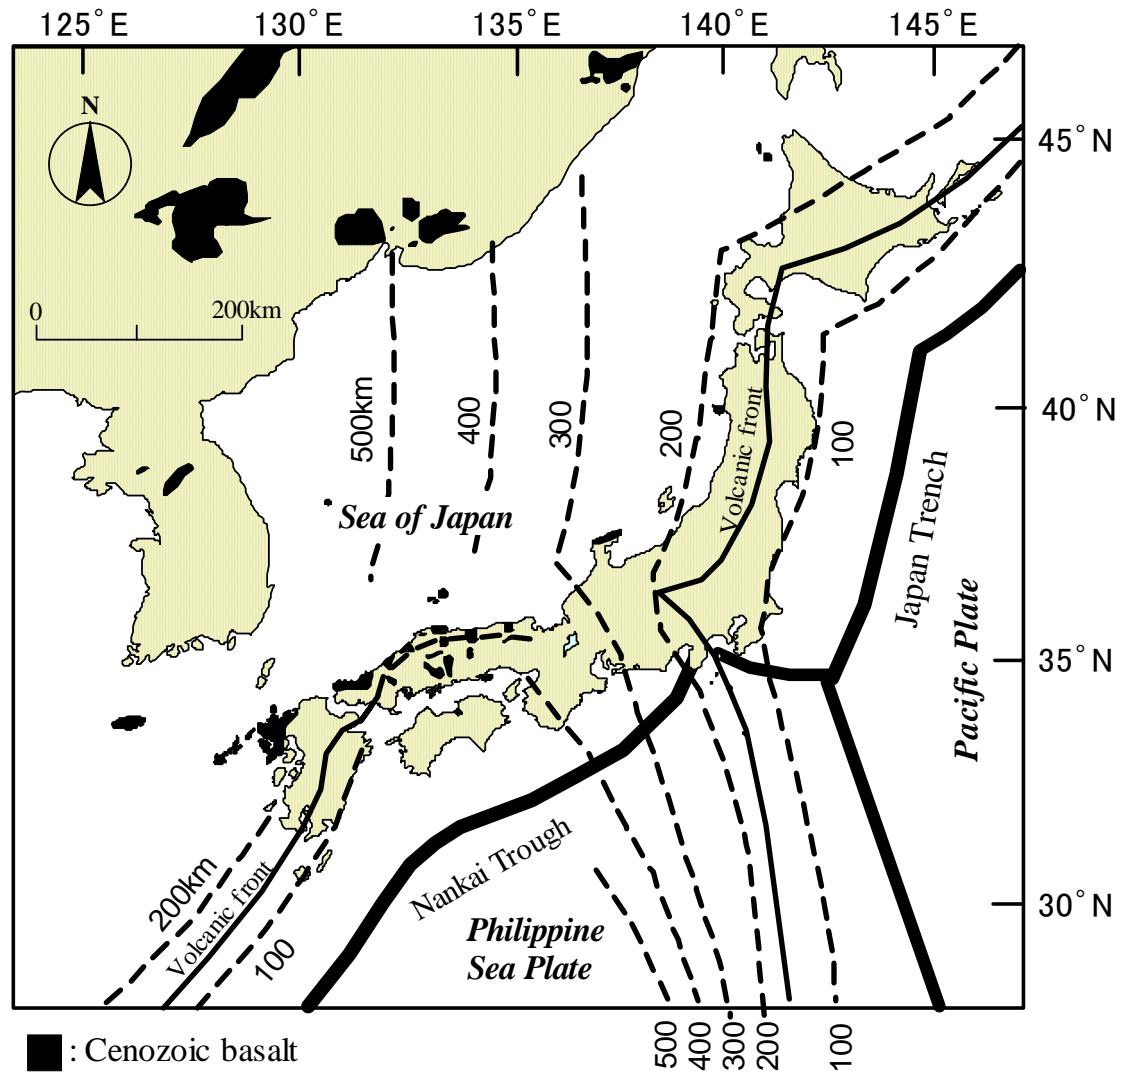 125°E
130°E
135°E
140°E
145°E
N
45°N
0
200km
500km
400
300
200
Volcanic front
100
40°N
Sea of Japan
Japan Trench
Pacific Plate
35°N
200km
Volcanic front
100
Nankai Trough
Philippine
Sea Plate
30°N
500
400
300
200
100
: Cenozoic basalt